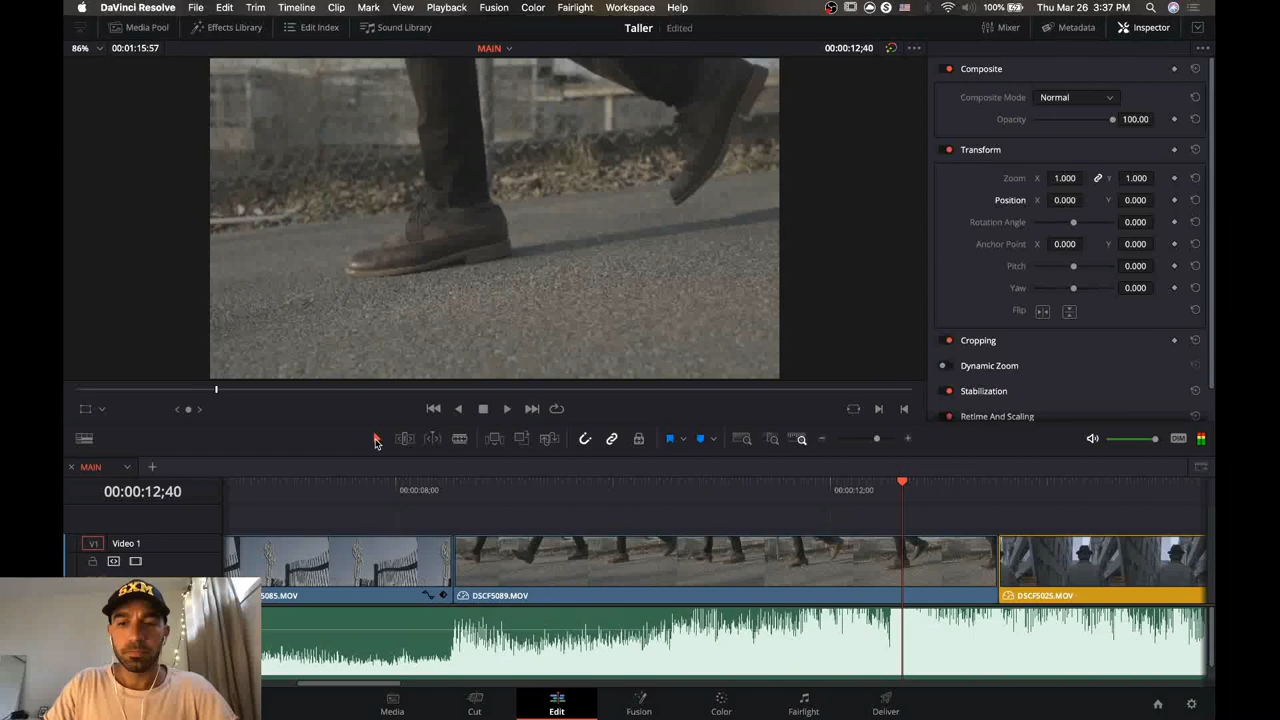 DaVinci Resolve File Edit Trim Timeline Clip Mark View Playback Fusion Color Fairlight Workspace Help 100% Thu Mar 26 3:37 PM
Media Pool Effects Library Edit Index Sound Library Taller Edited Mixer Metadata Inspector
86% 00:01:15:57 MAIN 00:00:12;40
Composite
Composite Mode Normal
Opacity 100.00
Transform
Zoom X 1.000 Y 1.000
Position X 0.000 Y 0.000
Rotation Angle 0.000
Anchor Point X 0.000 Y 0.000
Pitch 0.000
Yaw 0.000
Flip
Cropping
Dynamic Zoom
Stabilization
Retime And Scaling
DIM
MAIN
00:00:12;40 00:00:08;00 00:00:12;00
V1 Video 1
5085.MOV DSCF5089.MOV DSCF5025.MOV
SXM
Media Cut Edit Fusion Color Fairlight Deliver